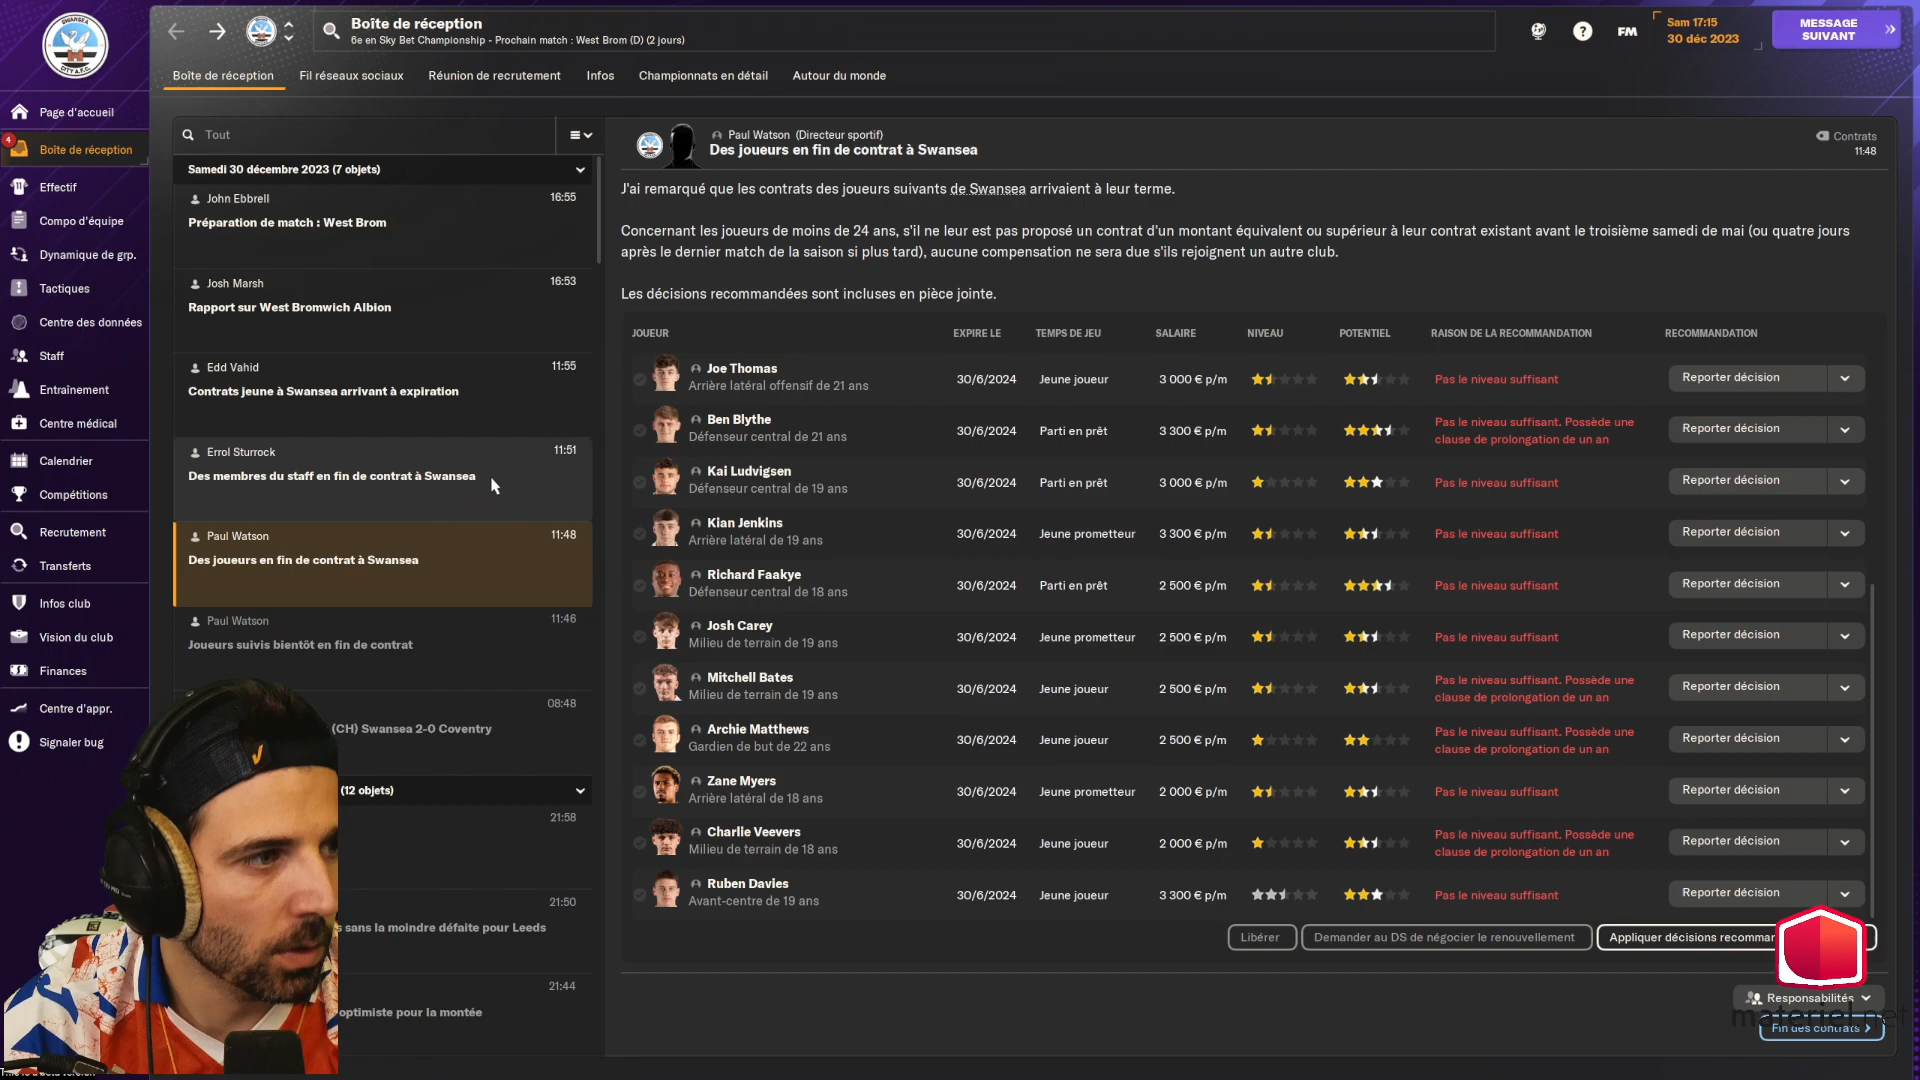 SWANSEA
CITY A.F.C.
Boîte de réception
6e en Sky Bet Championship - Prochain match : West Brom (D) (2 jours)
FM
Sam 17:15
30 déc 2023
MESSAGE
SUIVANT
Boîte de réception
Fil réseaux sociaux
Réunion de recrutement
Infos
Championnats en détail
Autour du monde
Page d'accueil
4
Boîte de réception
Effectif
Compo d'équipe
Dynamique de grp.
Tactiques
Centre des données
Staff
Entraînement
Centre médical
Calendrier
Compétitions
Recrutement
Transferts
Infos club
Vision du club
Finances
Centre d'appr.
Signaler bug
Tout
Samedi 30 décembre 2023 (7 objets)
John Ebbrell
16:55
Préparation de match : West Brom
Josh Marsh
16:53
Rapport sur West Bromwich Albion
Edd Vahid
11:55
Contrats jeune à Swansea arrivant à expiration
Errol Sturrock
11:51
Des membres du staff en fin de contrat à Swansea
Paul Watson
11:48
Des joueurs en fin de contrat à Swansea
Paul Watson
11:46
Joueurs suivis bientôt en fin de contrat
08:48
(CH) Swansea 2-0 Coventry
(12 objets)
21:58
21:50
s sans la moindre défaite pour Leeds
21:44
optimiste pour la montée
Paul Watson (Directeur sportif)
Des joueurs en fin de contrat à Swansea
Contrats
11:48
J'ai remarqué que les contrats des joueurs suivants de Swansea arrivaient à leur terme.
Concernant les joueurs de moins de 24 ans, s'il ne leur est pas proposé un contrat d'un montant équivalent ou supérieur à leur contrat existant avant le troisième samedi de mai (ou quatre jours
après le dernier match de la saison si plus tard), aucune compensation ne sera due s'ils rejoignent un autre club.
Les décisions recommandées sont incluses en pièce jointe.
JOUEUR EXPIRE LE TEMPS DE JEU SALAIRE NIVEAU POTENTIEL RAISON DE LA RECOMMANDATION RECOMMANDATION
Joe Thomas
Arrière latéral offensif de 21 ans
30/6/2024 Jeune joueur 3 000 € p/m Pas le niveau suffisant Reporter décision
Ben Blythe
Défenseur central de 21 ans
30/6/2024 Parti en prêt 3 300 € p/m Pas le niveau suffisant. Possède une
clause de prolongation de un an
Reporter décision
Kai Ludvigsen
Défenseur central de 19 ans
30/6/2024 Parti en prêt 3 000 € p/m Pas le niveau suffisant Reporter décision
Kian Jenkins
Arrière latéral de 19 ans
30/6/2024 Jeune prometteur 3 300 € p/m Pas le niveau suffisant Reporter décision
Richard Faakye
Défenseur central de 18 ans
30/6/2024 Parti en prêt 2 500 € p/m Pas le niveau suffisant Reporter décision
Josh Carey
Milieu de terrain de 19 ans
30/6/2024 Jeune prometteur 2 500 € p/m Pas le niveau suffisant Reporter décision
Mitchell Bates
Milieu de terrain de 19 ans
30/6/2024 Jeune joueur 2 500 € p/m Pas le niveau suffisant. Possède une
clause de prolongation de un an
Reporter décision
Archie Matthews
Gardien de but de 22 ans
30/6/2024 Jeune joueur 2 500 € p/m Pas le niveau suffisant. Possède une
clause de prolongation de un an
Reporter décision
Zane Myers
Arrière latéral de 18 ans
30/6/2024 Jeune prometteur 2 000 € p/m Pas le niveau suffisant Reporter décision
Charlie Veevers
Milieu de terrain de 18 ans
30/6/2024 Jeune joueur 2 000 € p/m Pas le niveau suffisant. Possède une
clause de prolongation de un an
Reporter décision
Ruben Davies
Avant-centre de 19 ans
30/6/2024 Jeune joueur 3 300 € p/m Pas le niveau suffisant Reporter décision
Libérer
Demander au DS de négocier le renouvellement
Appliquer décisions recomman
Responsabilités
materiel.net
Fin des contrats